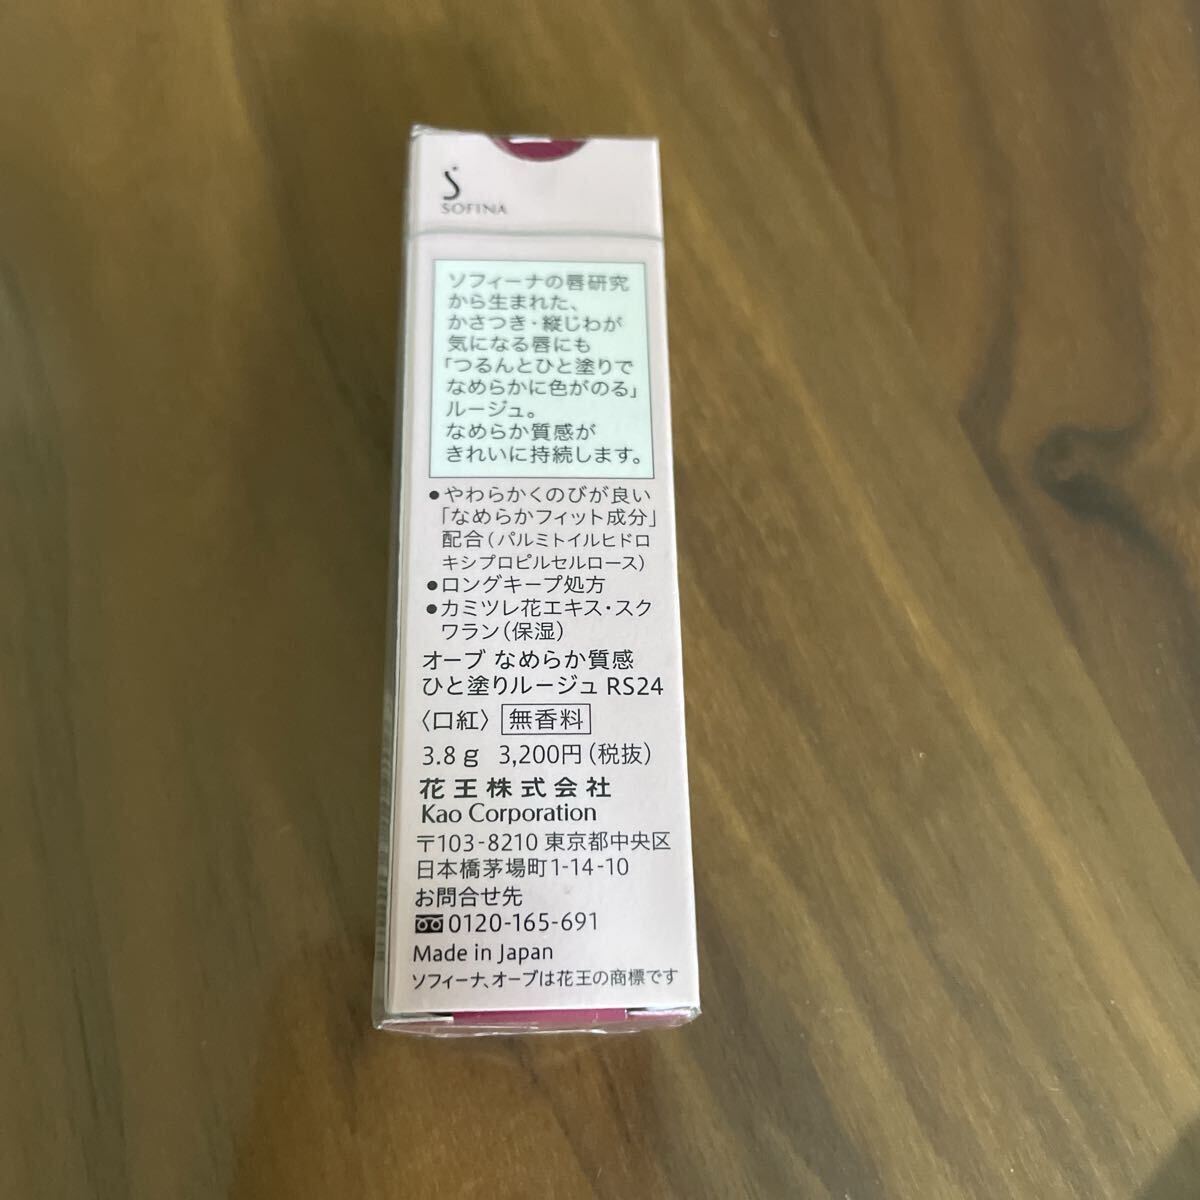 SOFINA
ソフィーナの唇研究
から生まれた、
かさつき・縦じわが
気になる唇にも
「つるんとひと塗りで
なめらかに色がのる」
ルージュ。
なめらか質感が
きれいに持続します。
●やわらかくのびが良い
「なめらかフィット成分」
配合(パルミトイルヒドロ
キシプロピルセルロース)
●ロングキープ処方
●カミツレ花エキス・スク
ワラン(保湿)
オーブ なめらか質感
ひと塗りルージュ RS24
〈口紅〉 無香料
3.8g 3,200円(税抜)
花王株式会社
Kao Corporation
〒103-8210 東京都中央区
日本橋茅場町1-14-10
お問合せ先
0120-165-691
Made in Japan
ソフィーナ、オーブは花王の商標です